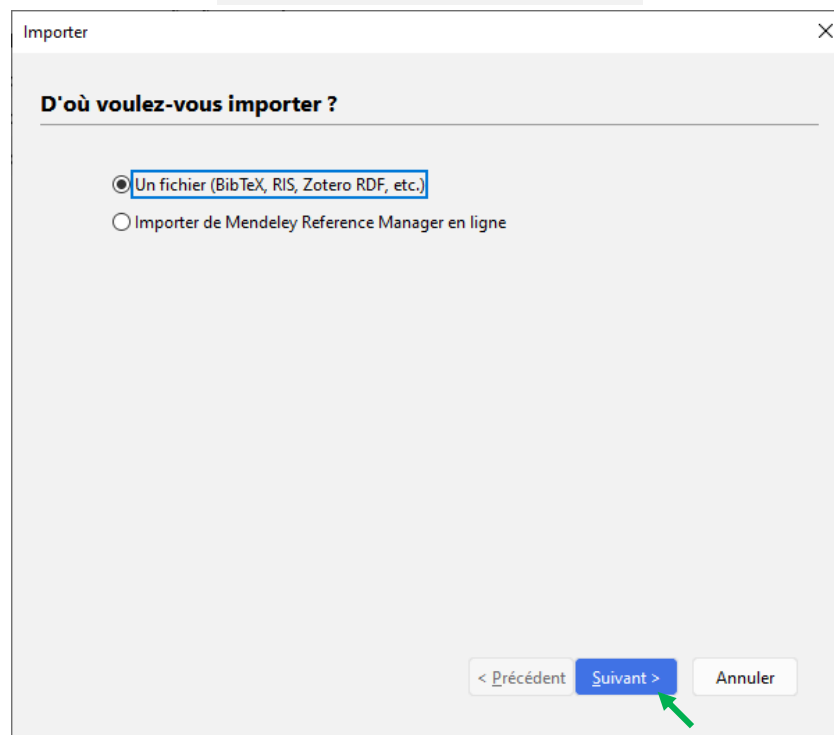 Importer
D'où voulez-vous importer ?
Un fichier (BibTeX, RIS, Zotero RDF, etc.)
Importer de Mendeley Reference Manager en ligne
< Précédent Suivant > Annuler